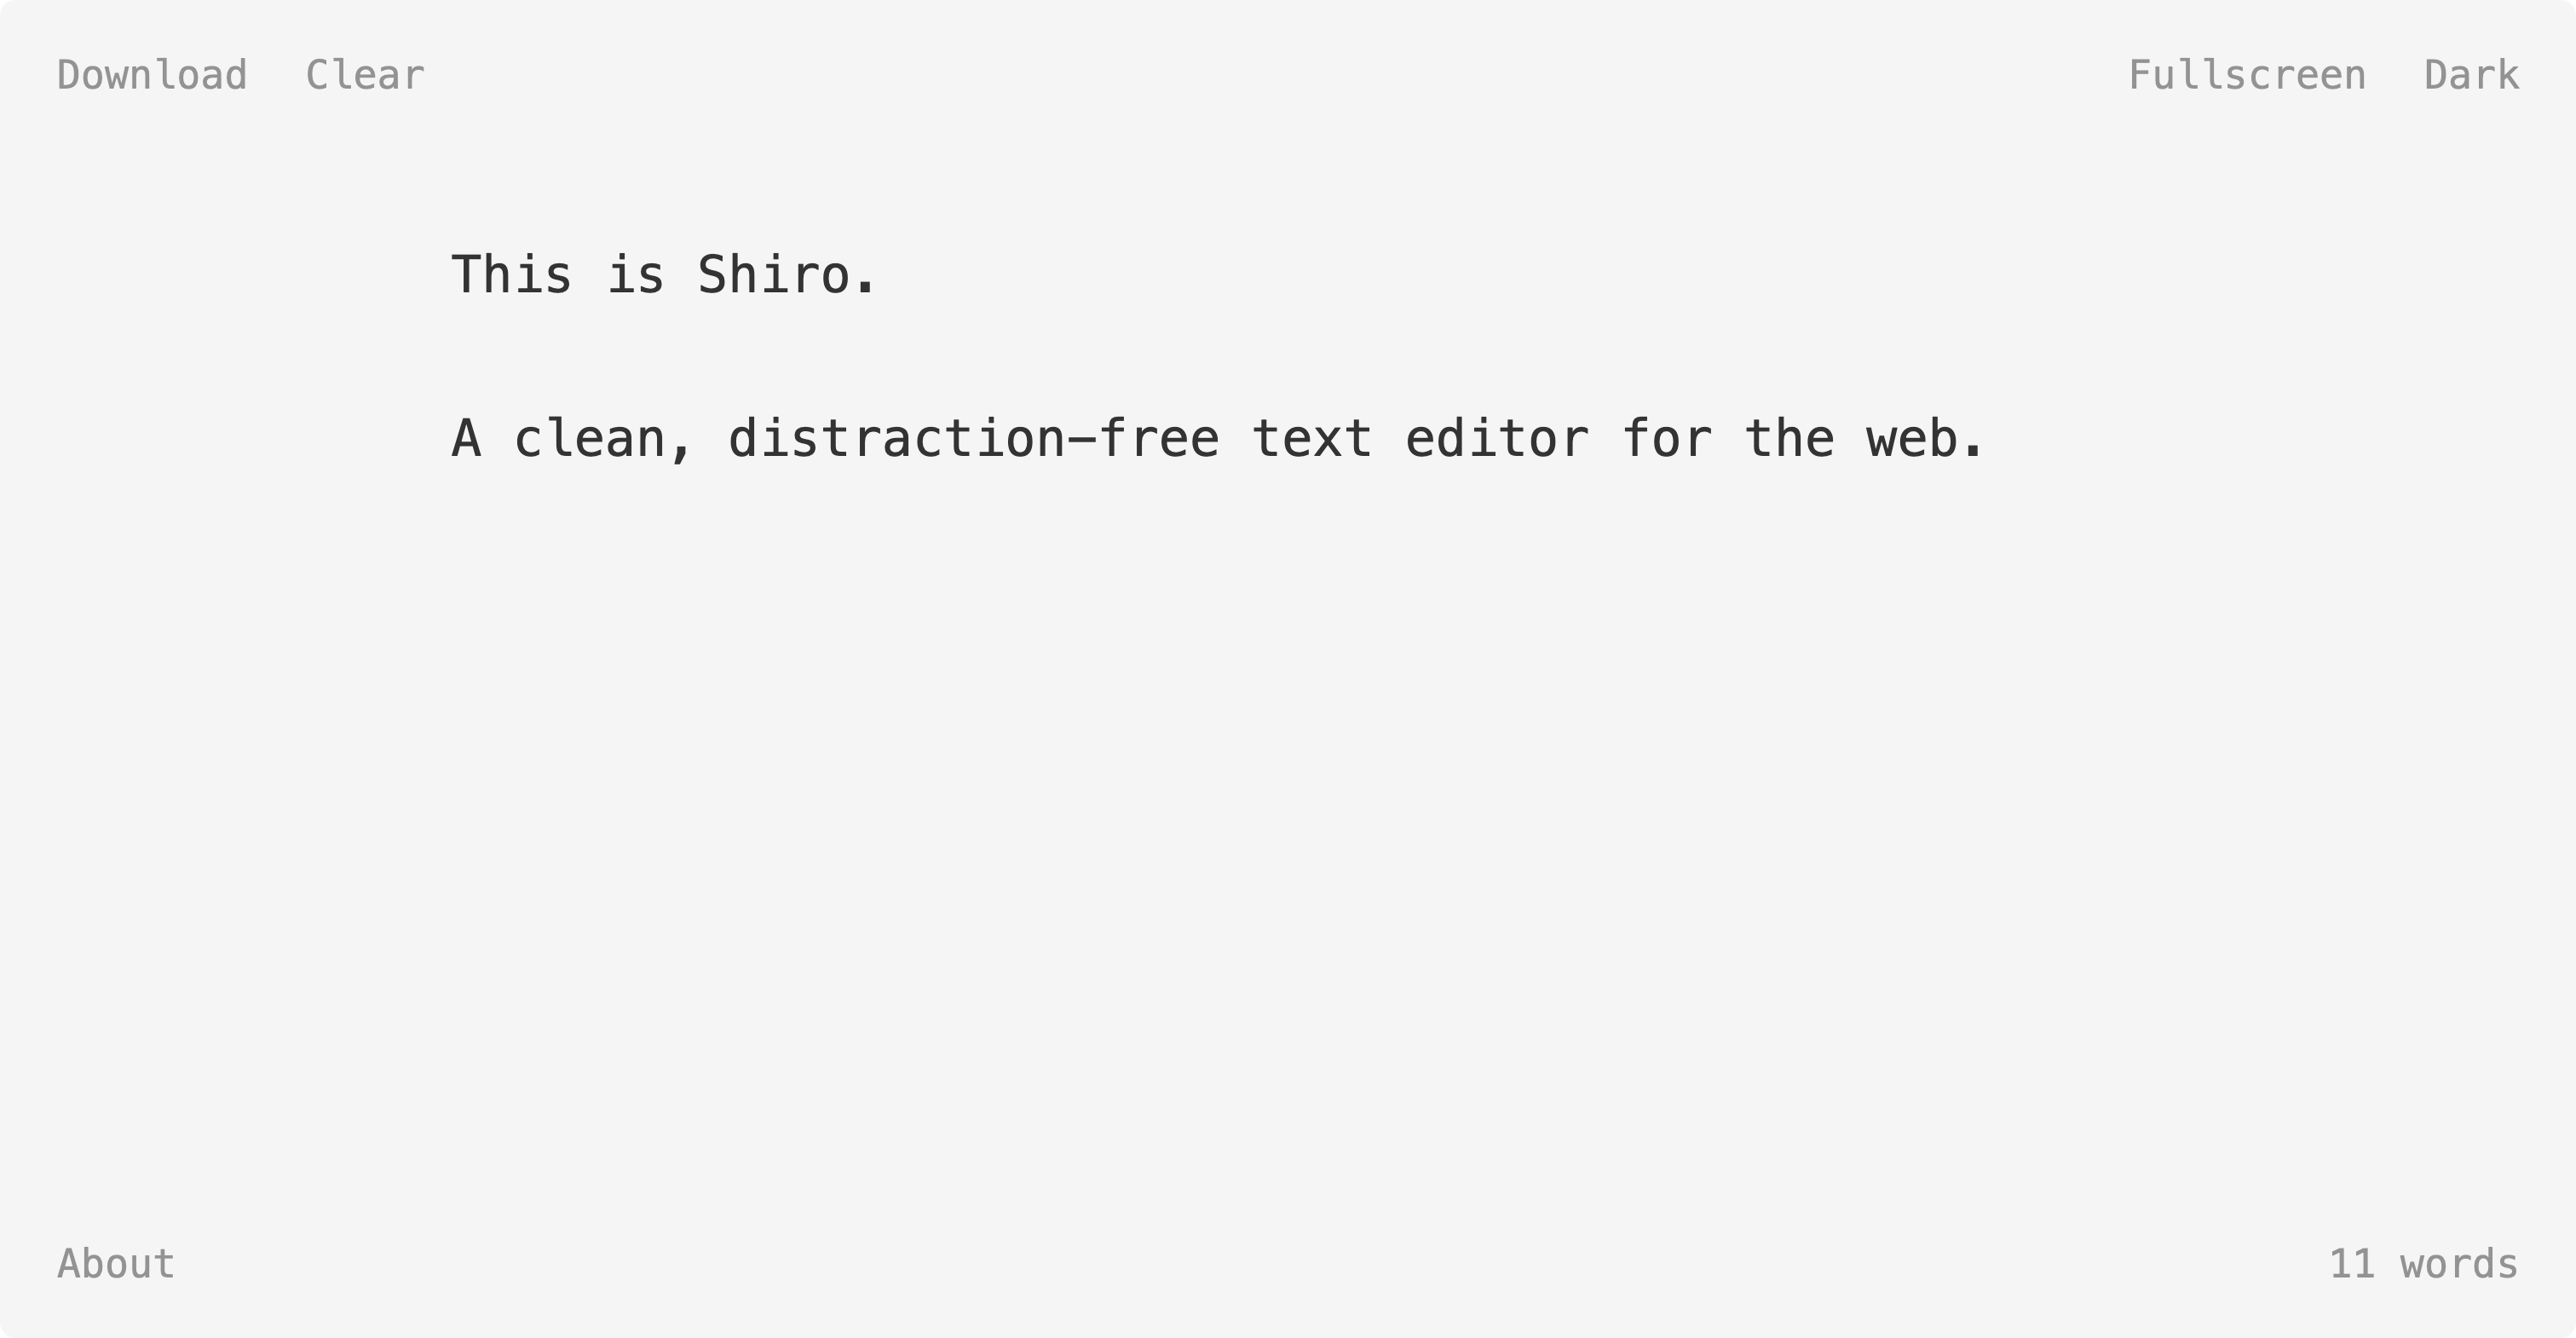 Download Clear Fullscreen Dark
This is Shiro.
A clean, distraction-free text editor for the web.
About 11 words